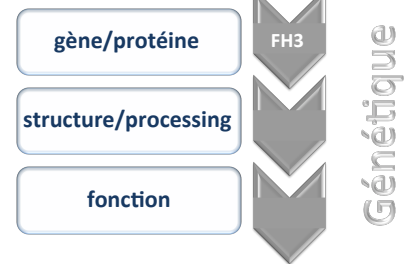 gène/protéine
FH3
structure/processing
fonction
Génétique